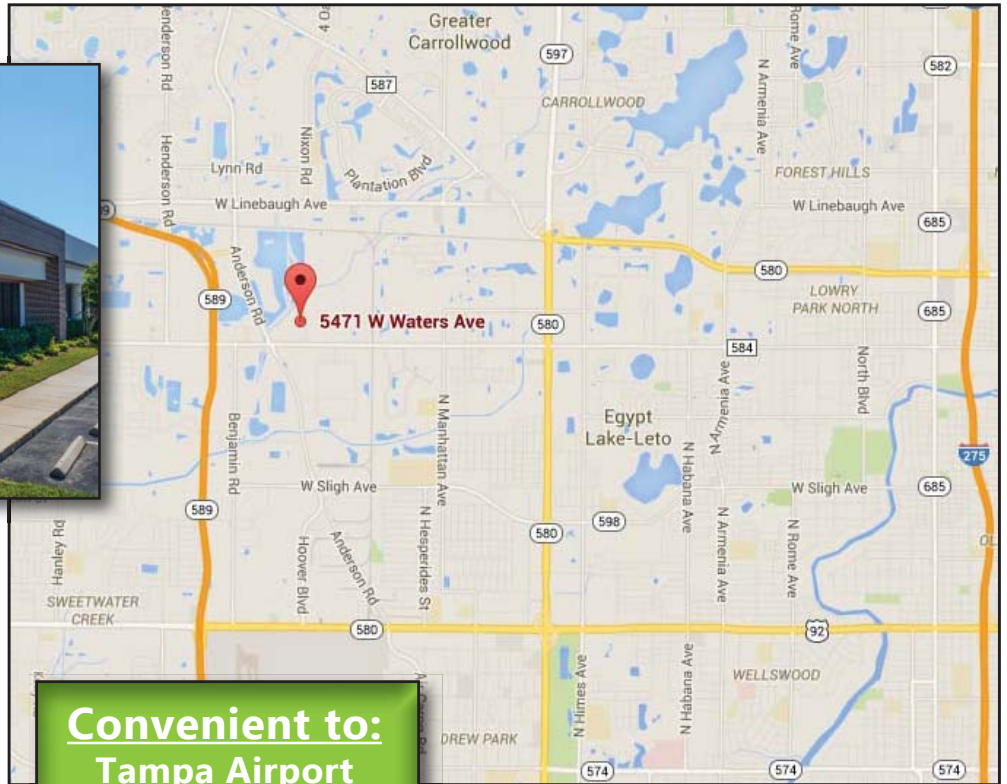 Greater
Carrollwood
Henderson Rd
587
597
582
CARROLLWOOD
N Armenia Ave
Rome Ave
Nixon Rd
Henderson Rd
Lynn Rd
Plantation Blvd
FOREST HILLS
W Linebaugh Ave
W Linebaugh Ave
685
Anderson Rd
580
589
LOWRY
PARK NORTH
685
5471 W Waters Ave
580
584
N Armenia Ave
North Blvd
Egypt
Lake-Leto
N Manhattan Ave
Benjamin Rd
N Habana Ave
275
W Sligh Ave
W Sligh Ave
685
589
598
580
N Hesperides St
N Armenia Ave
N Rome Ave
Hanley Rd
Hoover Blvd
Anderson Rd
SWEETWATER
CREEK
580
92
N Himes Ave
N Habana Ave
WELLSWOOD
DREW PARK
574
574
574
Convenient to:
Tampa Airport